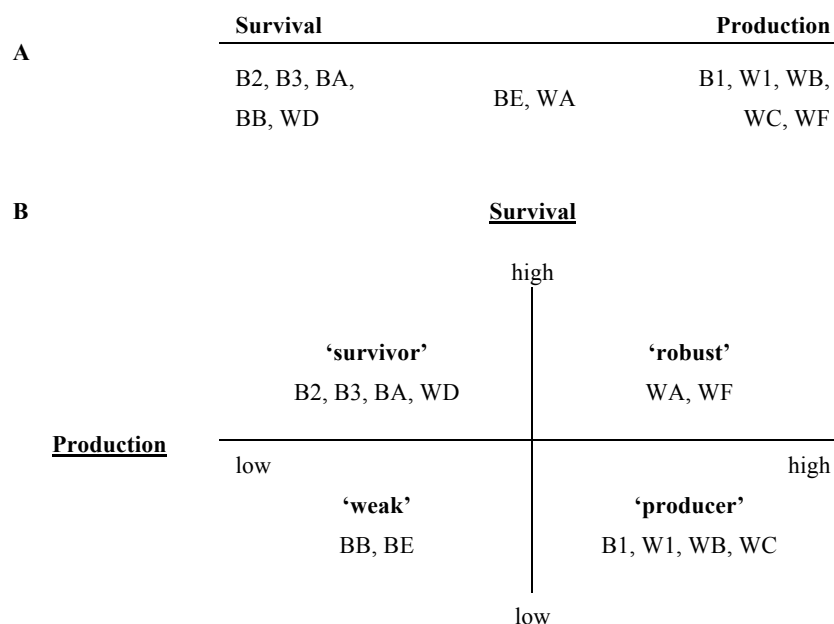 Survival Production
A
B2, B3, BA, B1, W1, WB,
BE, WA
BB, WD WC, WF
B Survival
high
‘survivor’ ‘robust’
B2, B3, BA, WD WA, WF
Production
low high
‘weak’ ‘producer’
BB, BE B1, W1, WB, WC
low